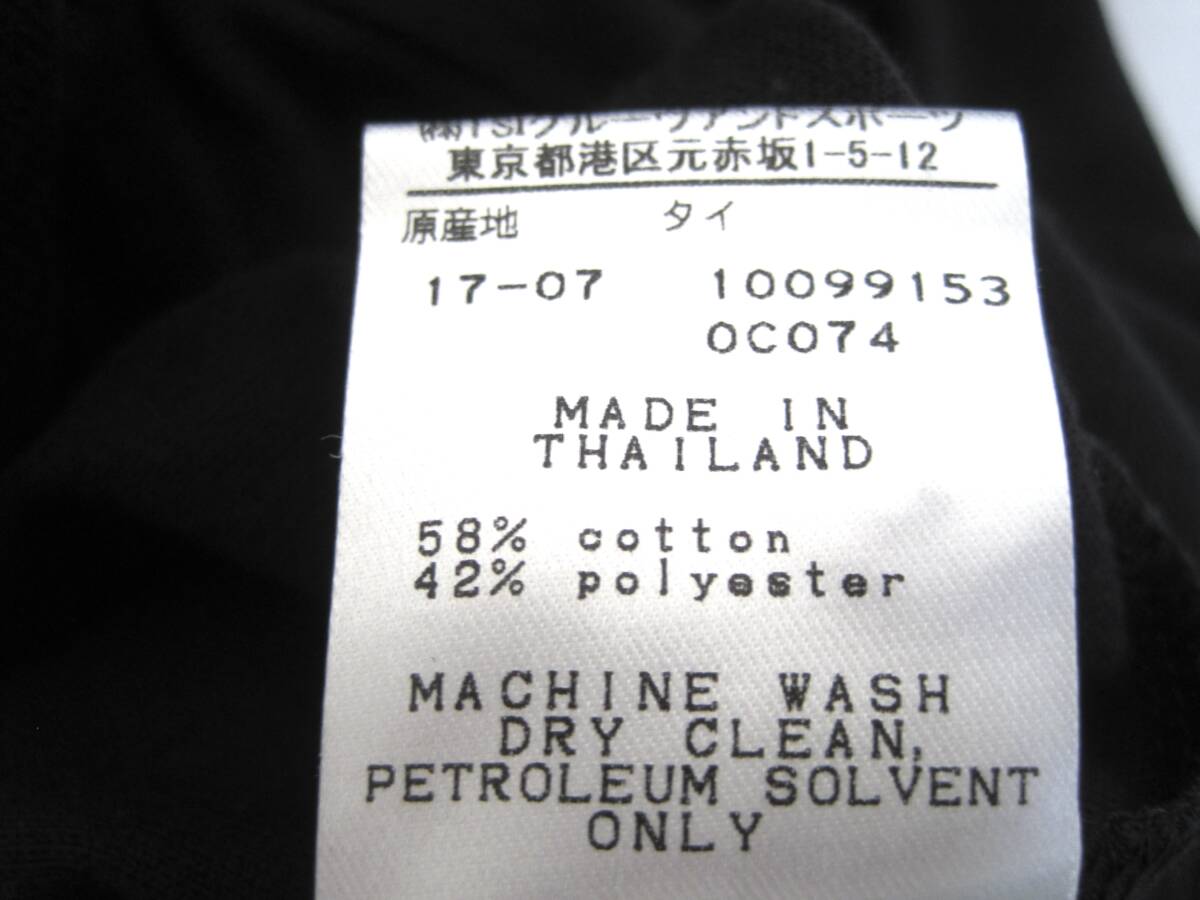 (株)TSIグルーヴアンドスポーツ
東京都港区元赤坂1-5-12
原産地 タイ
17-07 10099153
0C074
MADE IN
THAILAND
58% cotton
42% polyester
MACHINE WASH
DRY CLEAN,
PETROLEUM SOLVENT
ONLY